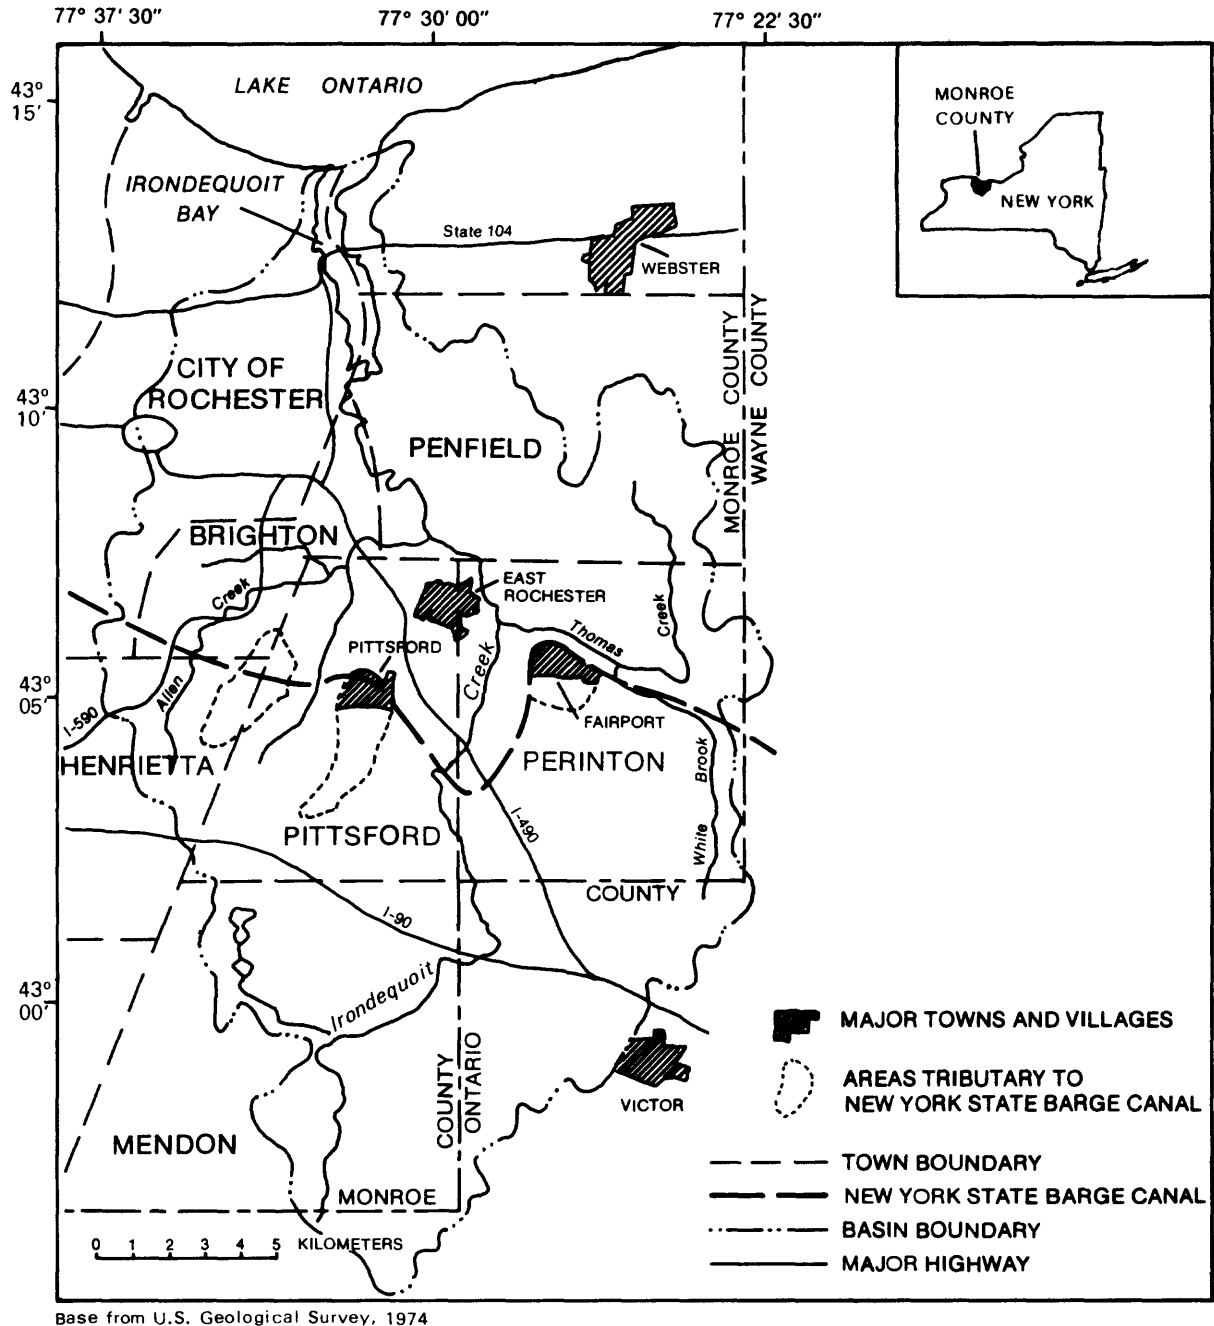 77° 37' 30"
77° 30' 00"
77° 22' 30"
43°
15'
LAKE ONTARIO
MONROE
COUNTY
NEW YORK
IRONDEQUOIT
BAY
State 104
WEBSTER
MONROE COUNTY
WAYNE COUNTY
CITY OF
ROCHESTER
43°
10'
PENFIELD
BRIGHTON
EAST
ROCHESTER
Creek
Creek
Thomas
PITTSFORD
Creek
43°
05'
Allen
FAIRPORT
I-590
HENRIETTA
PERINTON
Brook
White
I-490
PITTSFORD
COUNTY
I-90
Irondequoit
43°
00'
MAJOR TOWNS AND VILLAGES
AREAS TRIBUTARY TO
NEW YORK STATE BARGE CANAL
COUNTY
ONTARIO
VICTOR
MENDON
TOWN BOUNDARY
MONROE
NEW YORK STATE BARGE CANAL
BASIN BOUNDARY
0 1 2 3 4 5 KILOMETERS
MAJOR HIGHWAY
Base from U.S. Geological Survey, 1974